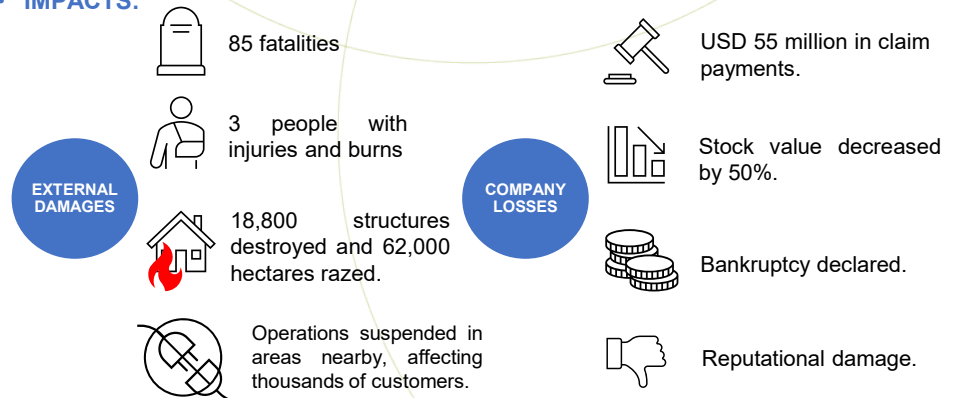 • IMPACTS:
EXTERNAL
DAMAGES
85 fatalities
3 people with
injuries and burns
18,800 structures
destroyed and 62,000
hectares razed.
Operations suspended in
areas nearby, affecting
thousands of customers.
COMPANY
LOSSES
USD 55 million in claim
payments.
Stock value decreased
by 50%.
Bankruptcy declared.
Reputational damage.